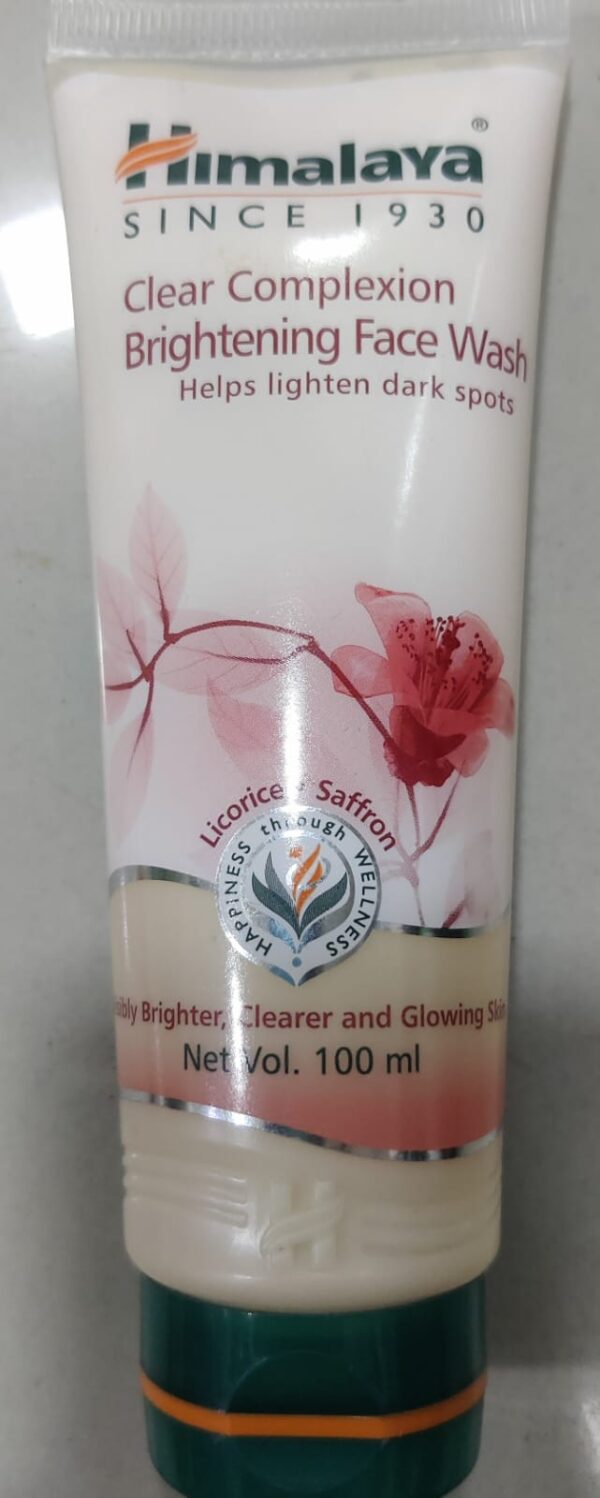 Himalaya®
SINCE 1930
Clear Complexion
Brightening Face Wash
Helps lighten dark spots
Licorice • Saffron
HAPPINESS through WELLNESS
Brighter, Clearer and Glowing Skin
Net Vol. 100 ml
H